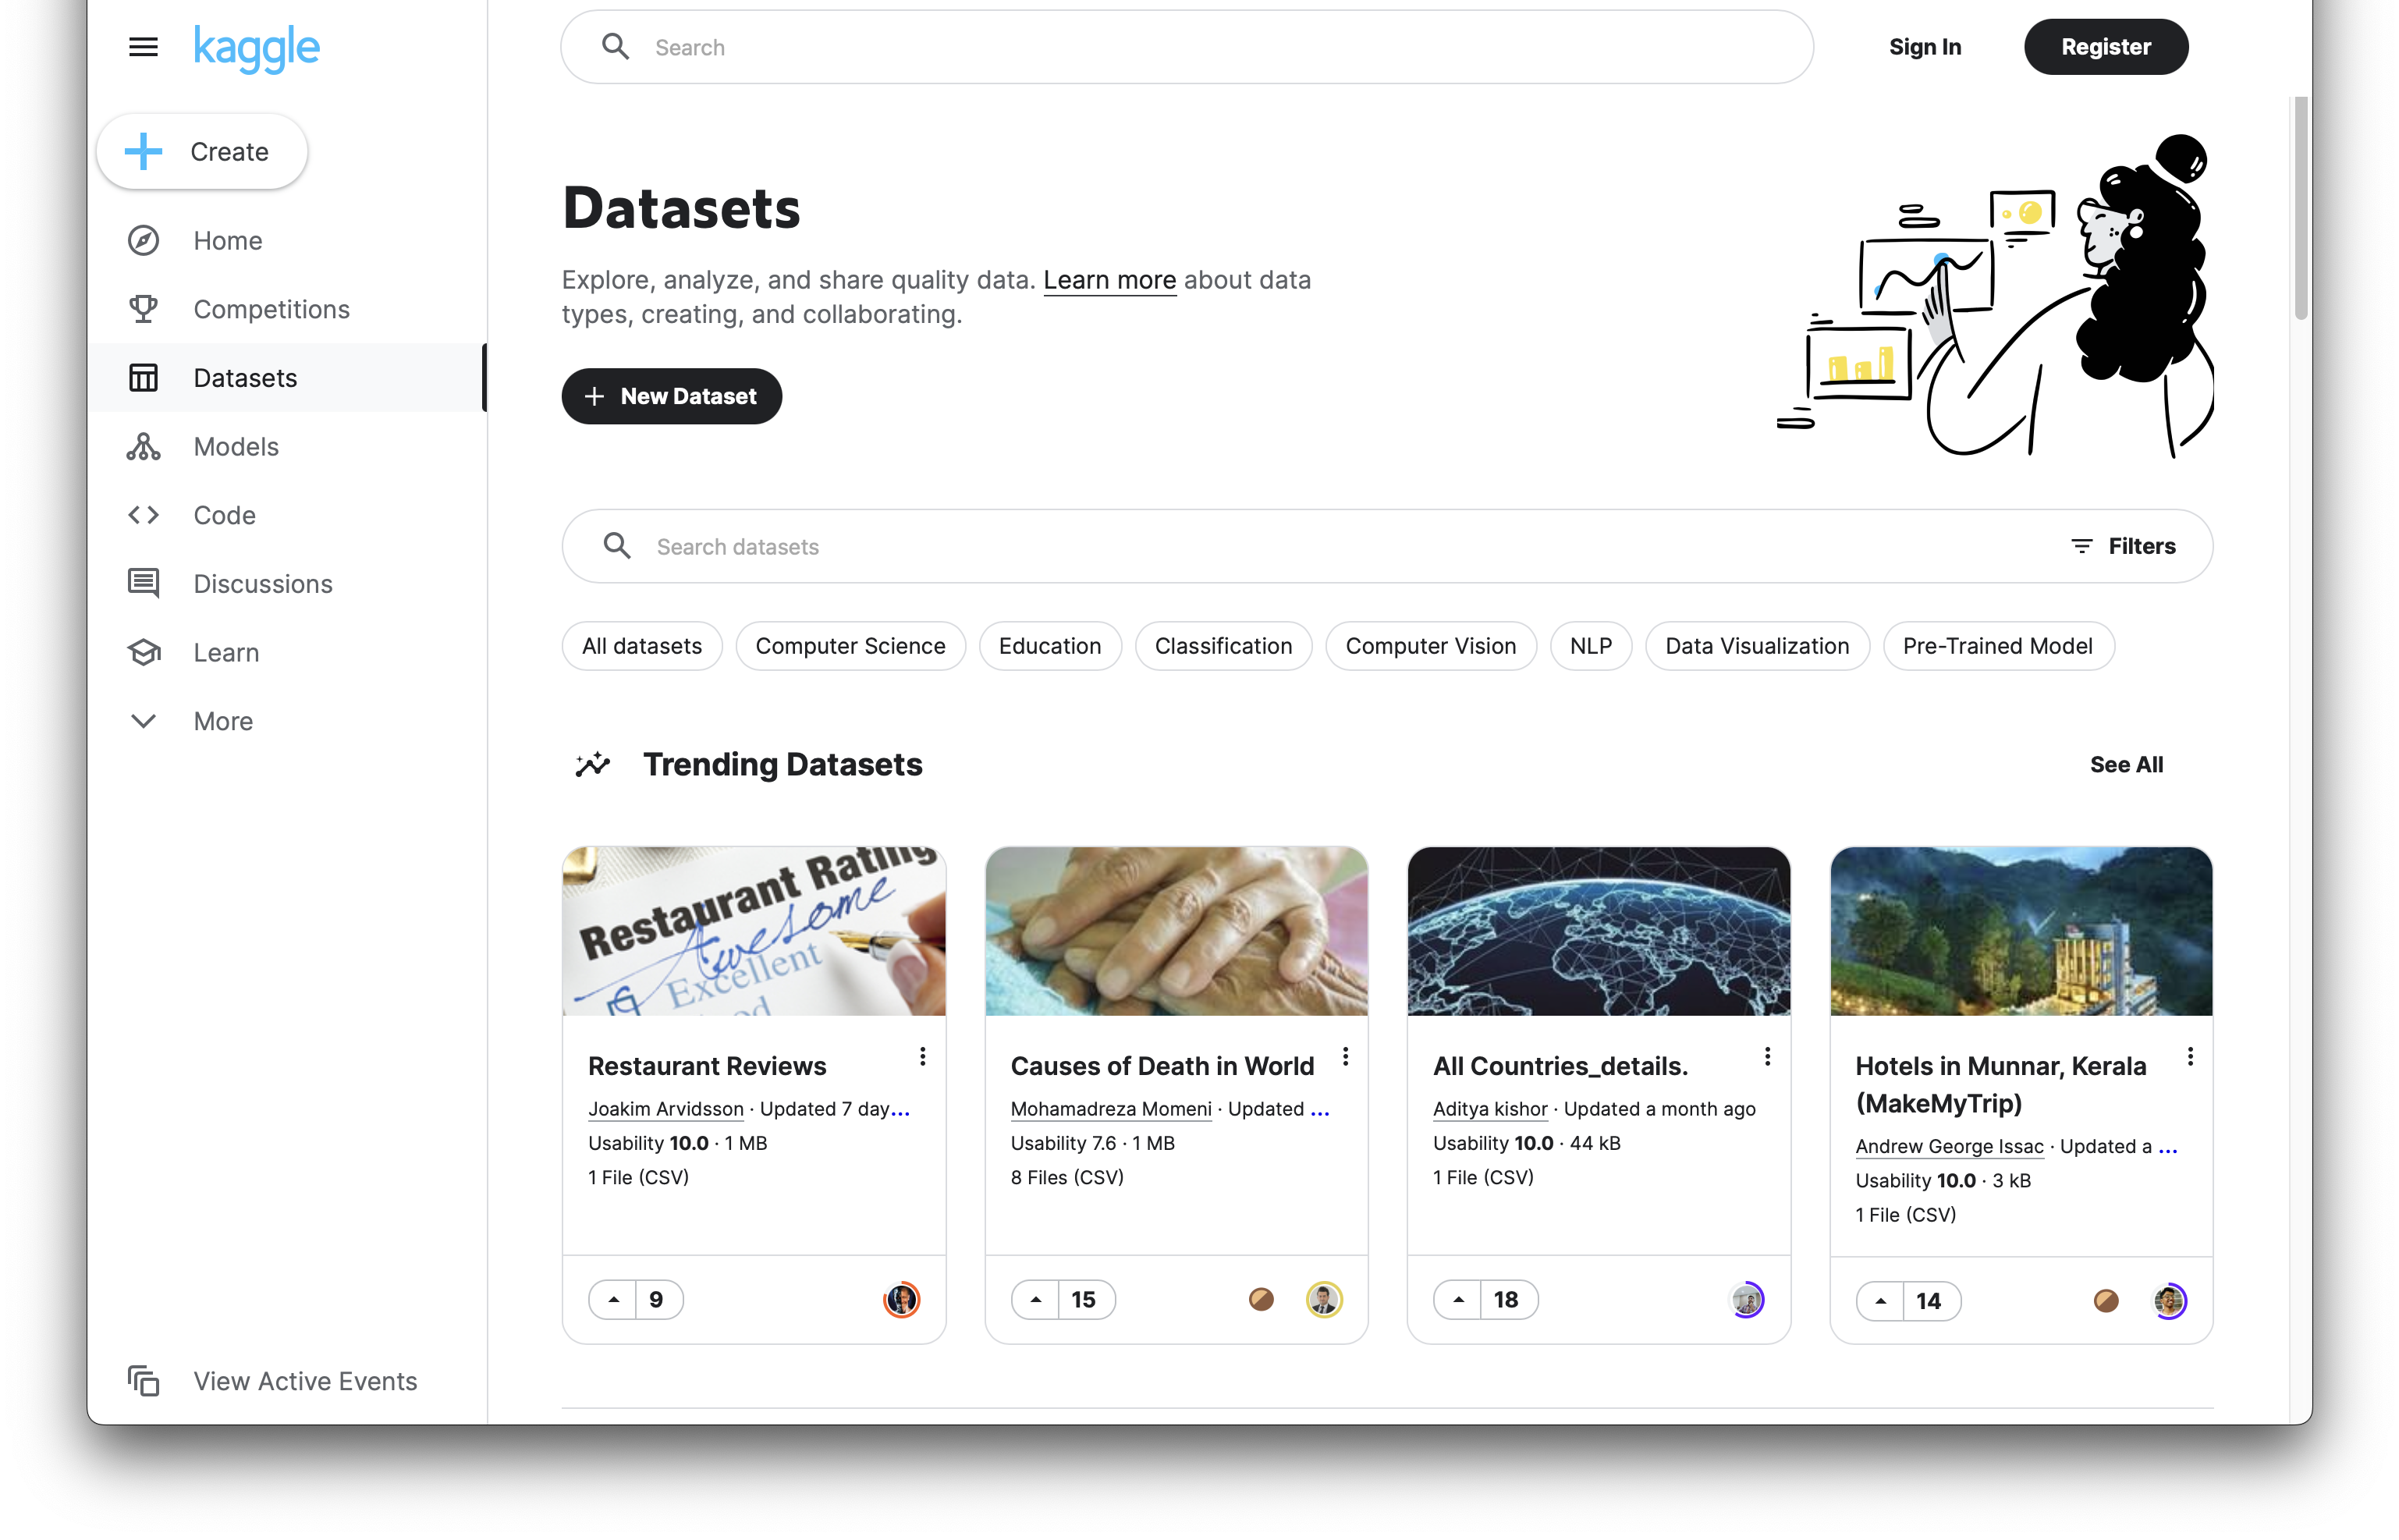 kaggle
Search
Sign In
Register
Create
Home
Competitions
Datasets
Models
Code
Discussions
Learn
More
View Active Events
Datasets
Explore, analyze, and share quality data. Learn more about data
types, creating, and collaborating.
New Dataset
Search datasets
Filters
All datasets
Computer Science
Education
Classification
Computer Vision
NLP
Data Visualization
Pre-Trained Model
Trending Datasets
See All
Restaurant Rating
Awesome
Excellent
Restaurant Reviews
Joakim Arvidsson · Updated 7 day...
Usability 10.0 · 1 MB
1 File (CSV)
9
Causes of Death in World
Mohamadreza Momeni · Updated ...
Usability 7.6 · 1 MB
8 Files (CSV)
15
All Countries_details.
Aditya kishor · Updated a month ago
Usability 10.0 · 44 kB
1 File (CSV)
18
Hotels in Munnar, Kerala
(MakeMyTrip)
Andrew George Issac · Updated a ...
Usability 10.0 · 3 kB
1 File (CSV)
14